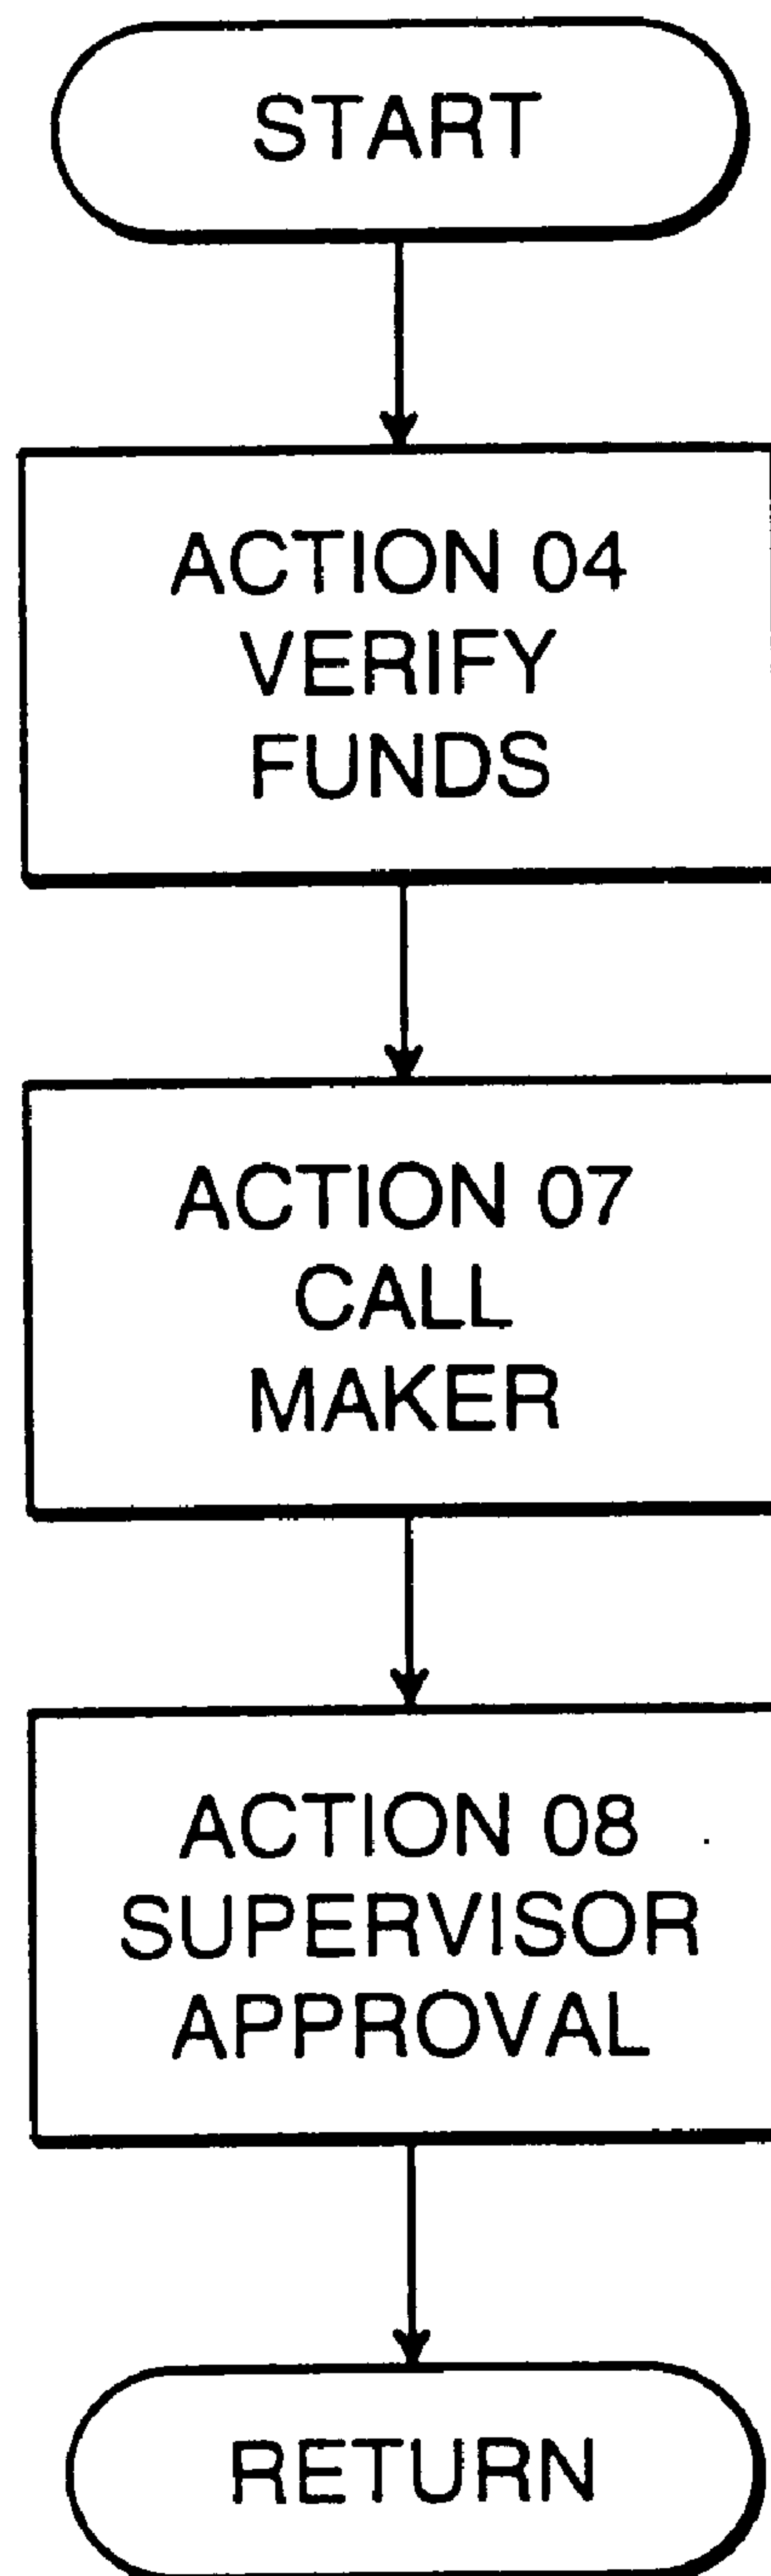 START
ACTION 04
VERIFY
FUNDS
ACTION 07
CALL
MAKER
ACTION 08
SUPERVISOR
APPROVAL
RETURN